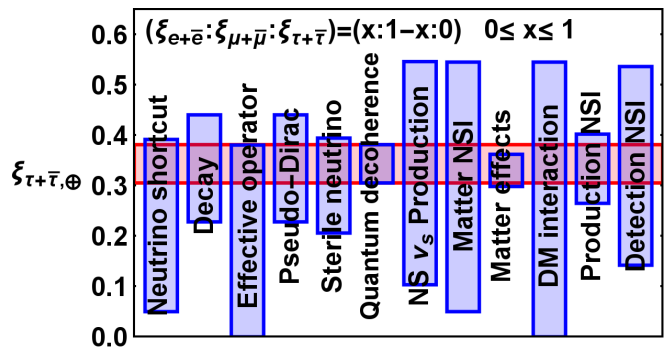 (ξe+e̅:ξμ+μ̅:ξτ+τ̅)=(x:1−x:0) 0≤ x≤ 1
0.6
0.5
0.4
0.3
0.2
0.1
0.0
ξτ+τ̅,⊕
Neutrino shortcut
Decay
Effective operator
Pseudo−Dirac
Sterile neutrino
Quantum decoherence
NS νs Production
Matter NSI
Matter effects
DM interaction
Production NSI
Detection NSI